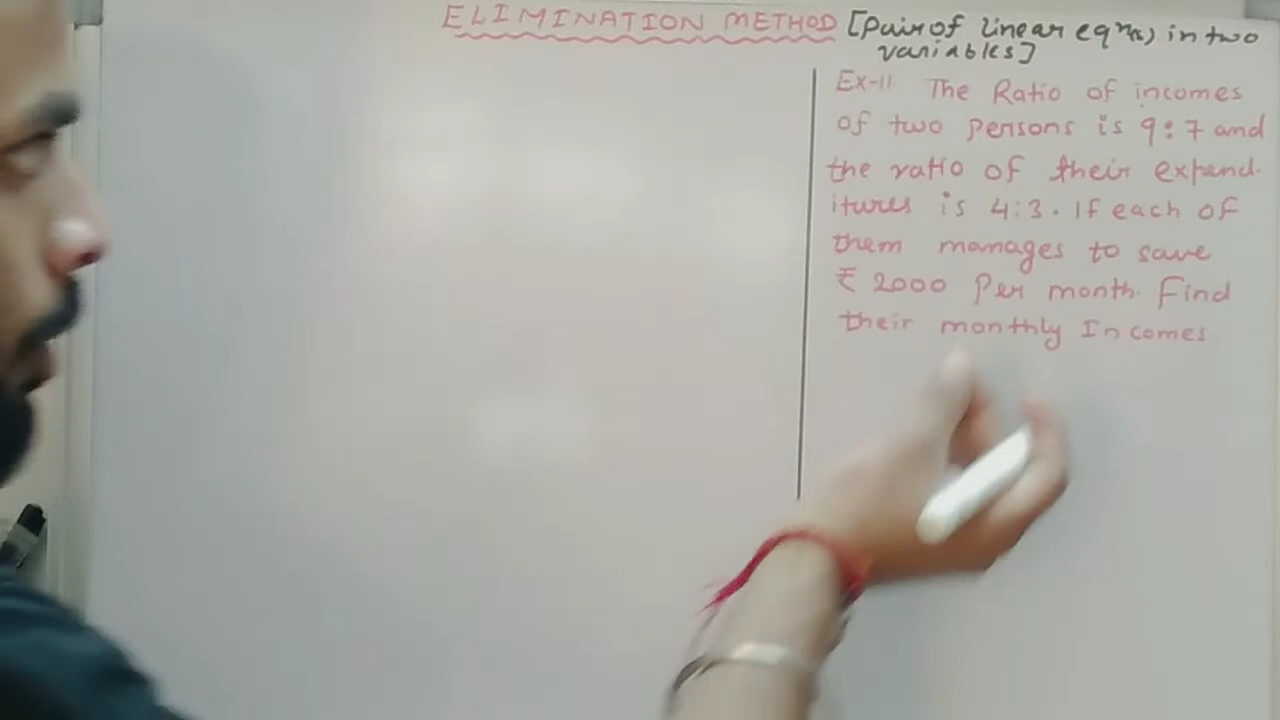 ELIMINATION METHOD [Pair of linear eqn(s) in two
variables]
Ex-11 The Ratio of incomes
of two persons is 9:7 and
the ratio of their expend-
itures is 4:3. If each of
them manages to save
₹ 2000 Per month. Find
their monthly Incomes